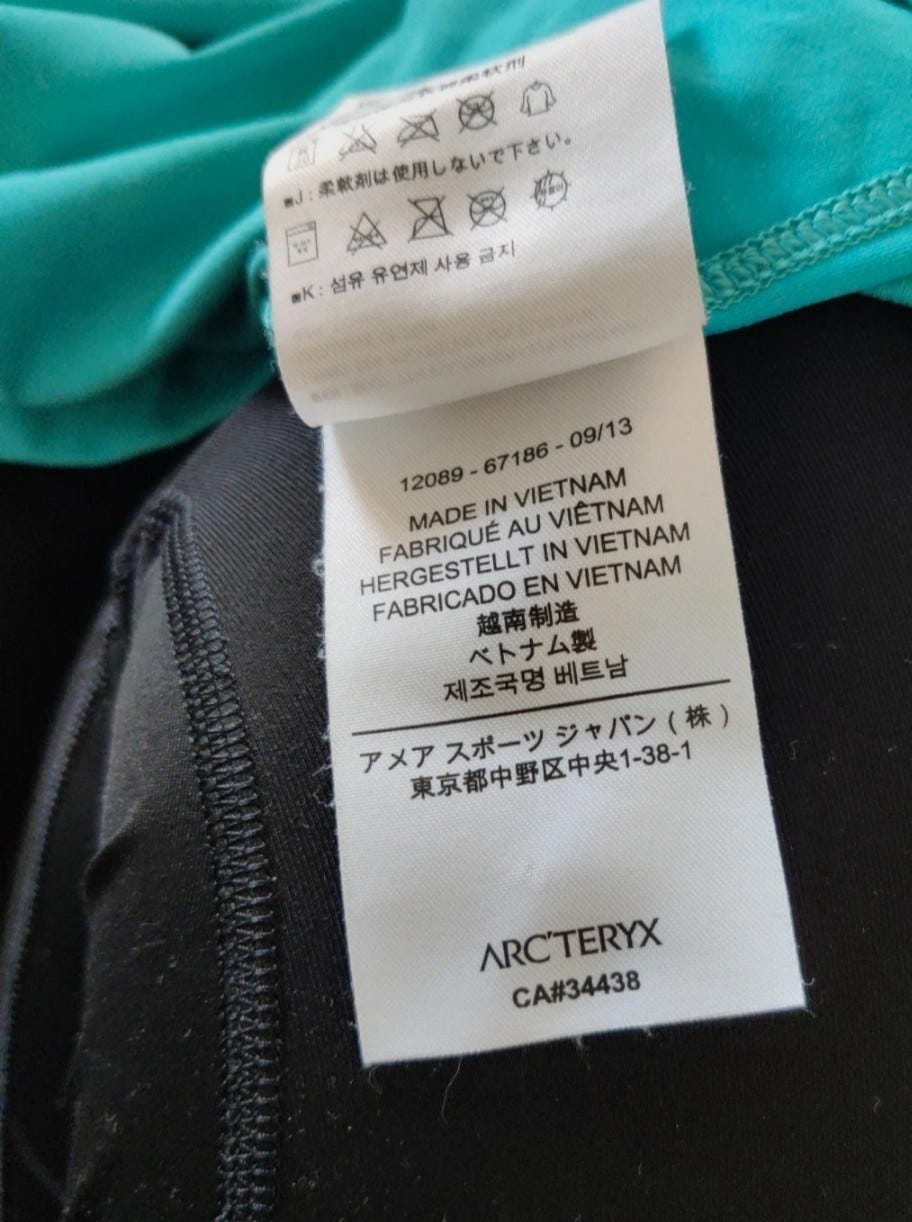 柔软剂
■J : 柔軟剤は使用しないで下さい。
■K : 섬유 유연제 사용 금지
12089 - 67186 - 09/13
MADE IN VIETNAM
FABRIQUÉ AU VIÊTNAM
HERGESTELLT IN VIETNAM
FABRICADO EN VIETNAM
越南制造
ベトナム製
제조국명 베트남
アメア スポーツ ジャパン ( 株 )
東京都中野区中央1-38-1
ARC'TERYX
CA#34438